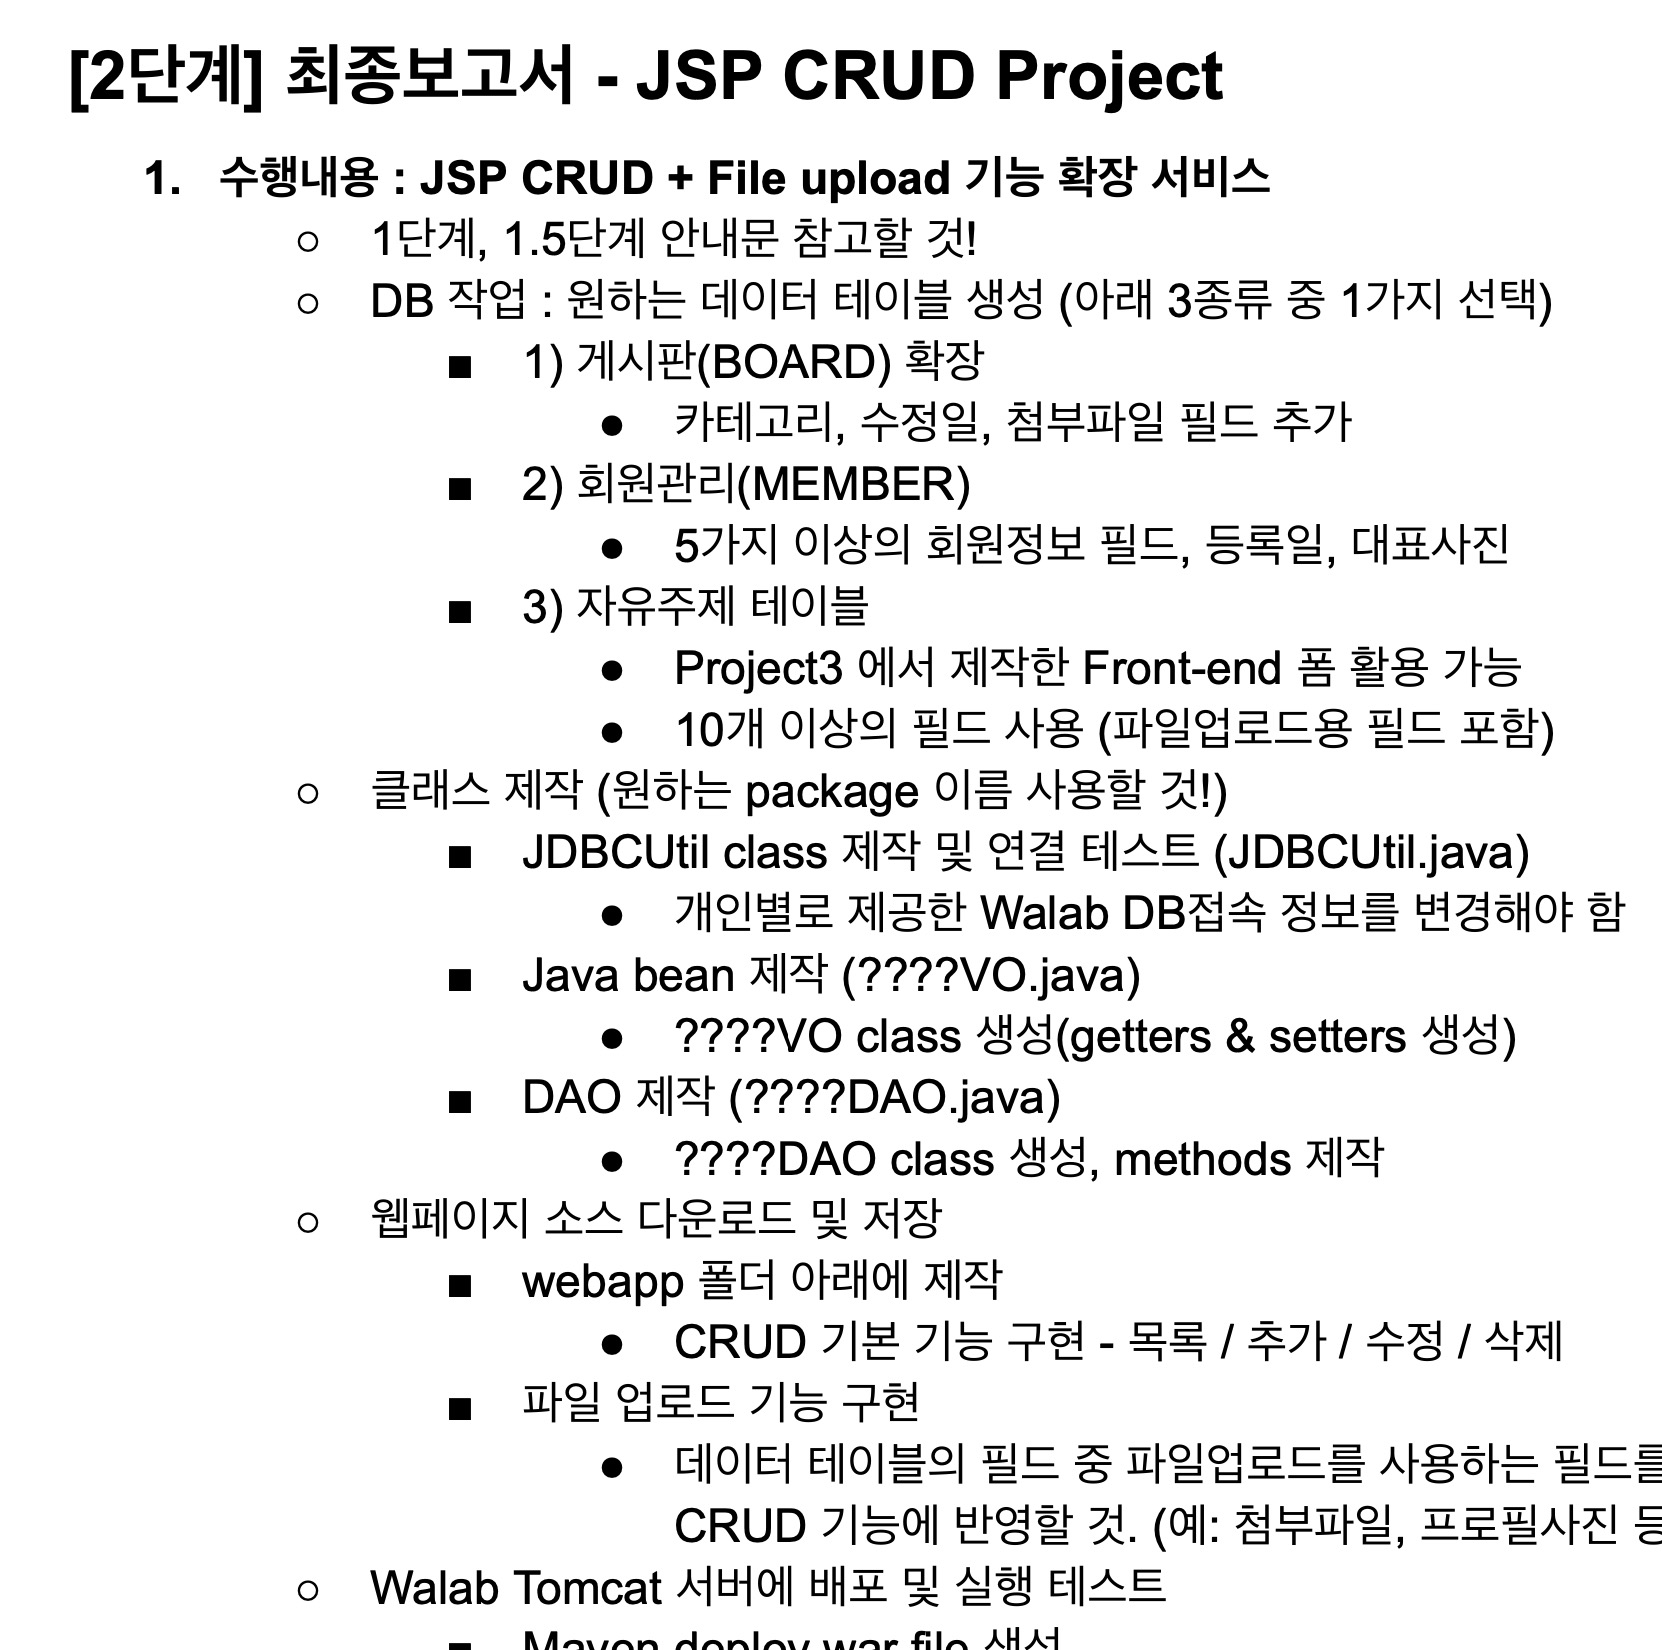 [2단계] 최종보고서 - JSP CRUD Project
1. 수행내용 : JSP CRUD + File upload 기능 확장 서비스
○ 1단계, 1.5단계 안내문 참고할 것!
○ DB 작업 : 원하는 데이터 테이블 생성 (아래 3종류 중 1가지 선택)
■ 1) 게시판(BOARD) 확장
● 카테고리, 수정일, 첨부파일 필드 추가
■ 2) 회원관리(MEMBER)
● 5가지 이상의 회원정보 필드, 등록일, 대표사진
■ 3) 자유주제 테이블
● Project3 에서 제작한 Front-end 폼 활용 가능
● 10개 이상의 필드 사용 (파일업로드용 필드 포함)
○ 클래스 제작 (원하는 package 이름 사용할 것!)
■ JDBCUtil class 제작 및 연결 테스트 (JDBCUtil.java)
● 개인별로 제공한 Walab DB접속 정보를 변경해야 함
■ Java bean 제작 (????VO.java)
● ????VO class 생성(getters & setters 생성)
■ DAO 제작 (????DAO.java)
● ????DAO class 생성, methods 제작
○ 웹페이지 소스 다운로드 및 저장
■ webapp 폴더 아래에 제작
● CRUD 기본 기능 구현 - 목록 / 추가 / 수정 / 삭제
■ 파일 업로드 기능 구현
● 데이터 테이블의 필드 중 파일업로드를 사용하는 필드를
CRUD 기능에 반영할 것. (예: 첨부파일, 프로필사진 등
○ Walab Tomcat 서버에 배포 및 실행 테스트
■ Maven deploy war file 생성